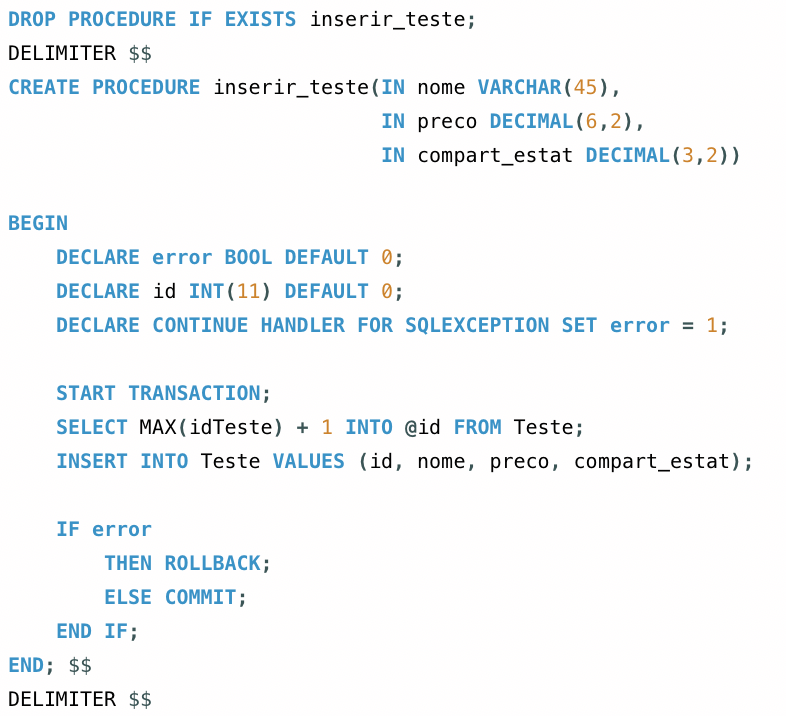 DROP PROCEDURE IF EXISTS inserir_teste;
DELIMITER $$
CREATE PROCEDURE inserir_teste(IN nome VARCHAR(45),
                               IN preco DECIMAL(6,2),
                               IN compart_estat DECIMAL(3,2))

BEGIN
    DECLARE error BOOL DEFAULT 0;
    DECLARE id INT(11) DEFAULT 0;
    DECLARE CONTINUE HANDLER FOR SQLEXCEPTION SET error = 1;

    START TRANSACTION;
    SELECT MAX(idTeste) + 1 INTO @id FROM Teste;
    INSERT INTO Teste VALUES (id, nome, preco, compart_estat);

    IF error
        THEN ROLLBACK;
        ELSE COMMIT;
    END IF;
END; $$
DELIMITER $$